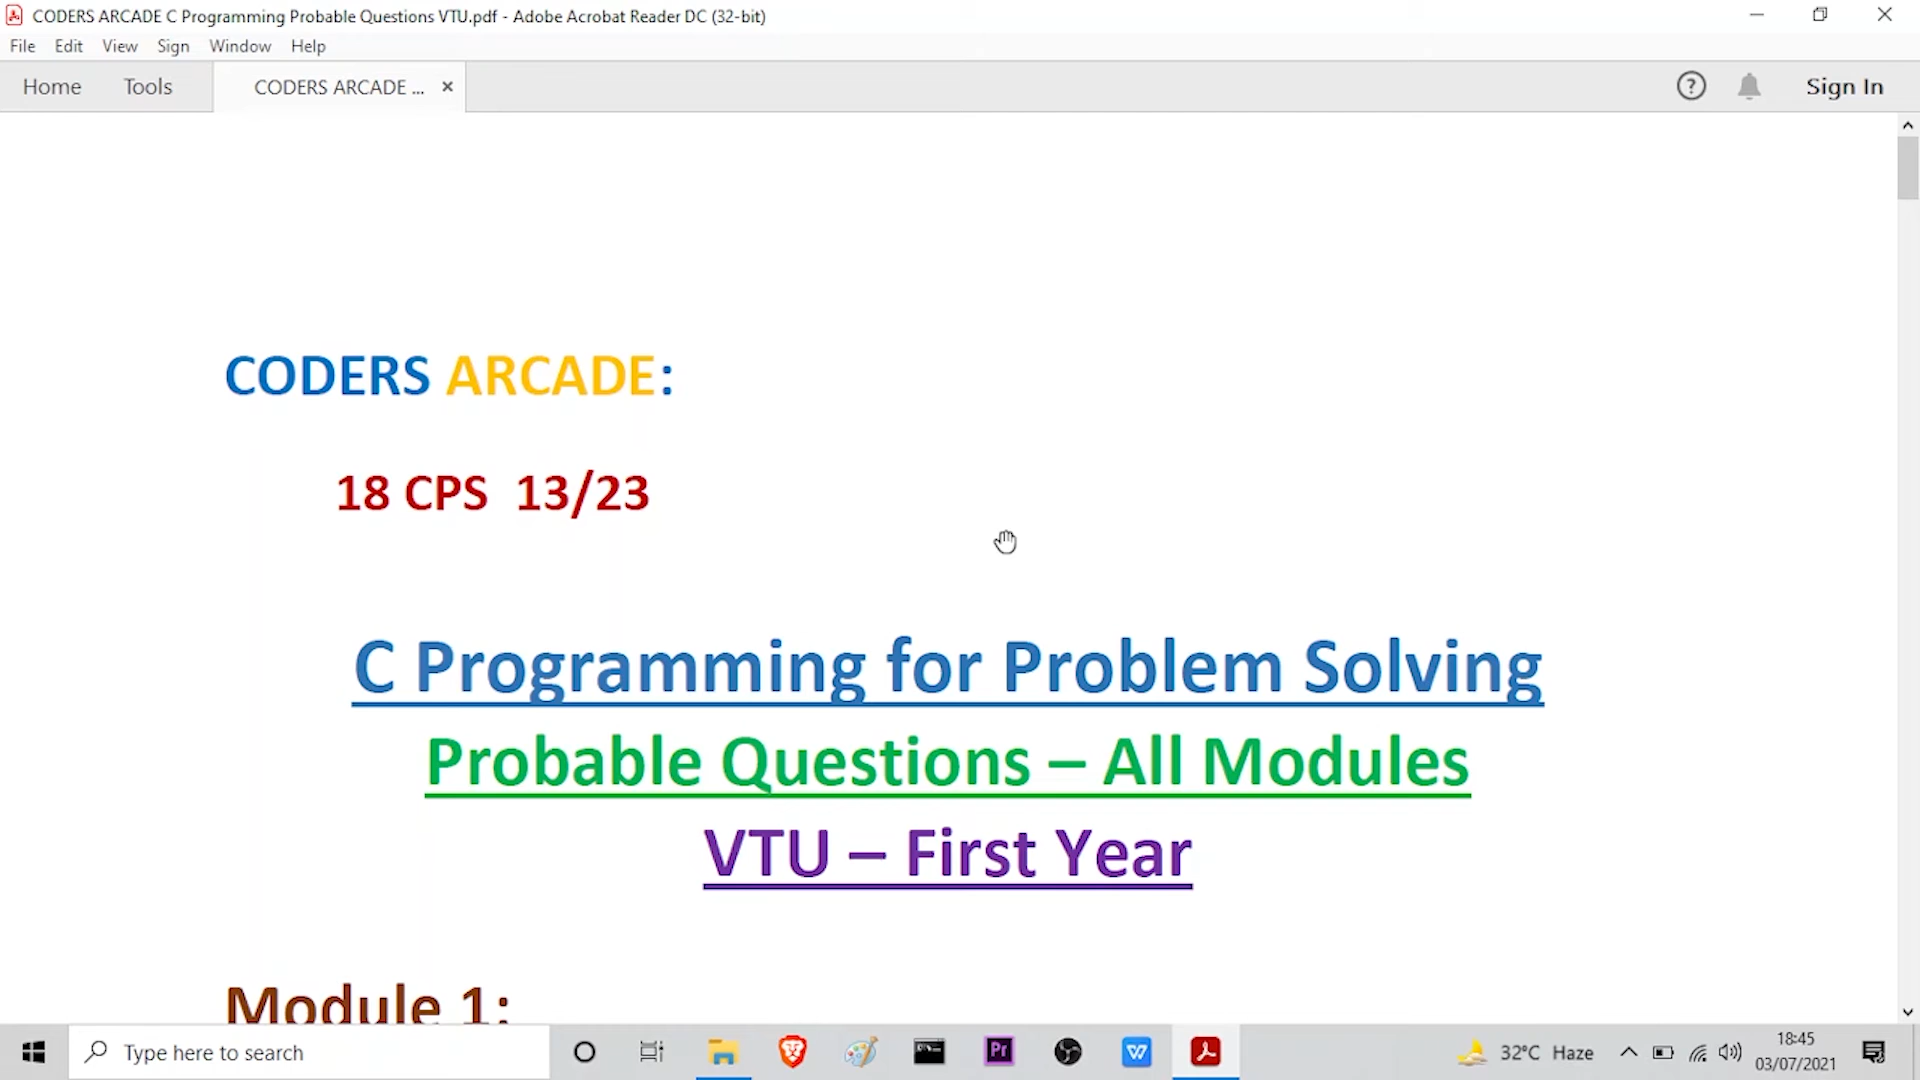 CODERS ARCADE C Programming Probable Questions VTU.pdf - Adobe Acrobat Reader DC (32-bit)
File Edit View Sign Window Help
Home Tools CODERS ARCADE ... × Sign In
CODERS ARCADE:
18 CPS 13/23
C Programming for Problem Solving
Probable Questions – All Modules
VTU – First Year
Module 1:
Type here to search Pr W 32°C Haze 18:45
03/07/2021